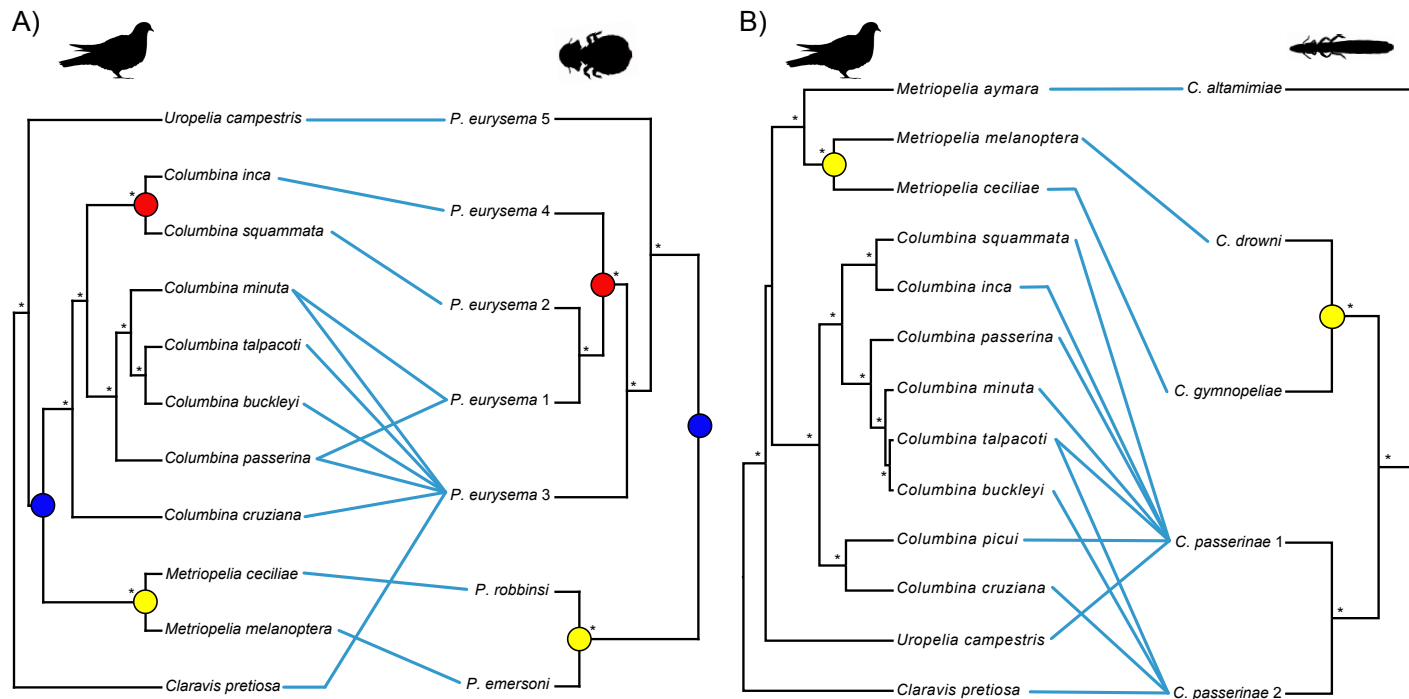 A)
Uropelia campestris
Columbina inca
Columbina squammata
Columbina minuta
Columbina talpacoti
Columbina buckleyi
Columbina passerina
Columbina cruziana
Metriopelia ceciliae
Metriopelia melanoptera
Claravis pretiosa
P. eurysema 5
P. eurysema 4
P. eurysema 2
P. eurysema 1
P. eurysema 3
P. robbinsi
P. emersoni
B)
Metriopelia aymara
Metriopelia melanoptera
Metriopelia ceciliae
Columbina squammata
Columbina inca
Columbina passerina
Columbina minuta
Columbina talpacoti
Columbina buckleyi
Columbina picui
Columbina cruziana
Uropelia campestris
Claravis pretiosa
C. altamimiae
C. drowni
C. gymnopeliae
C. passerinae 1
C. passerinae 2